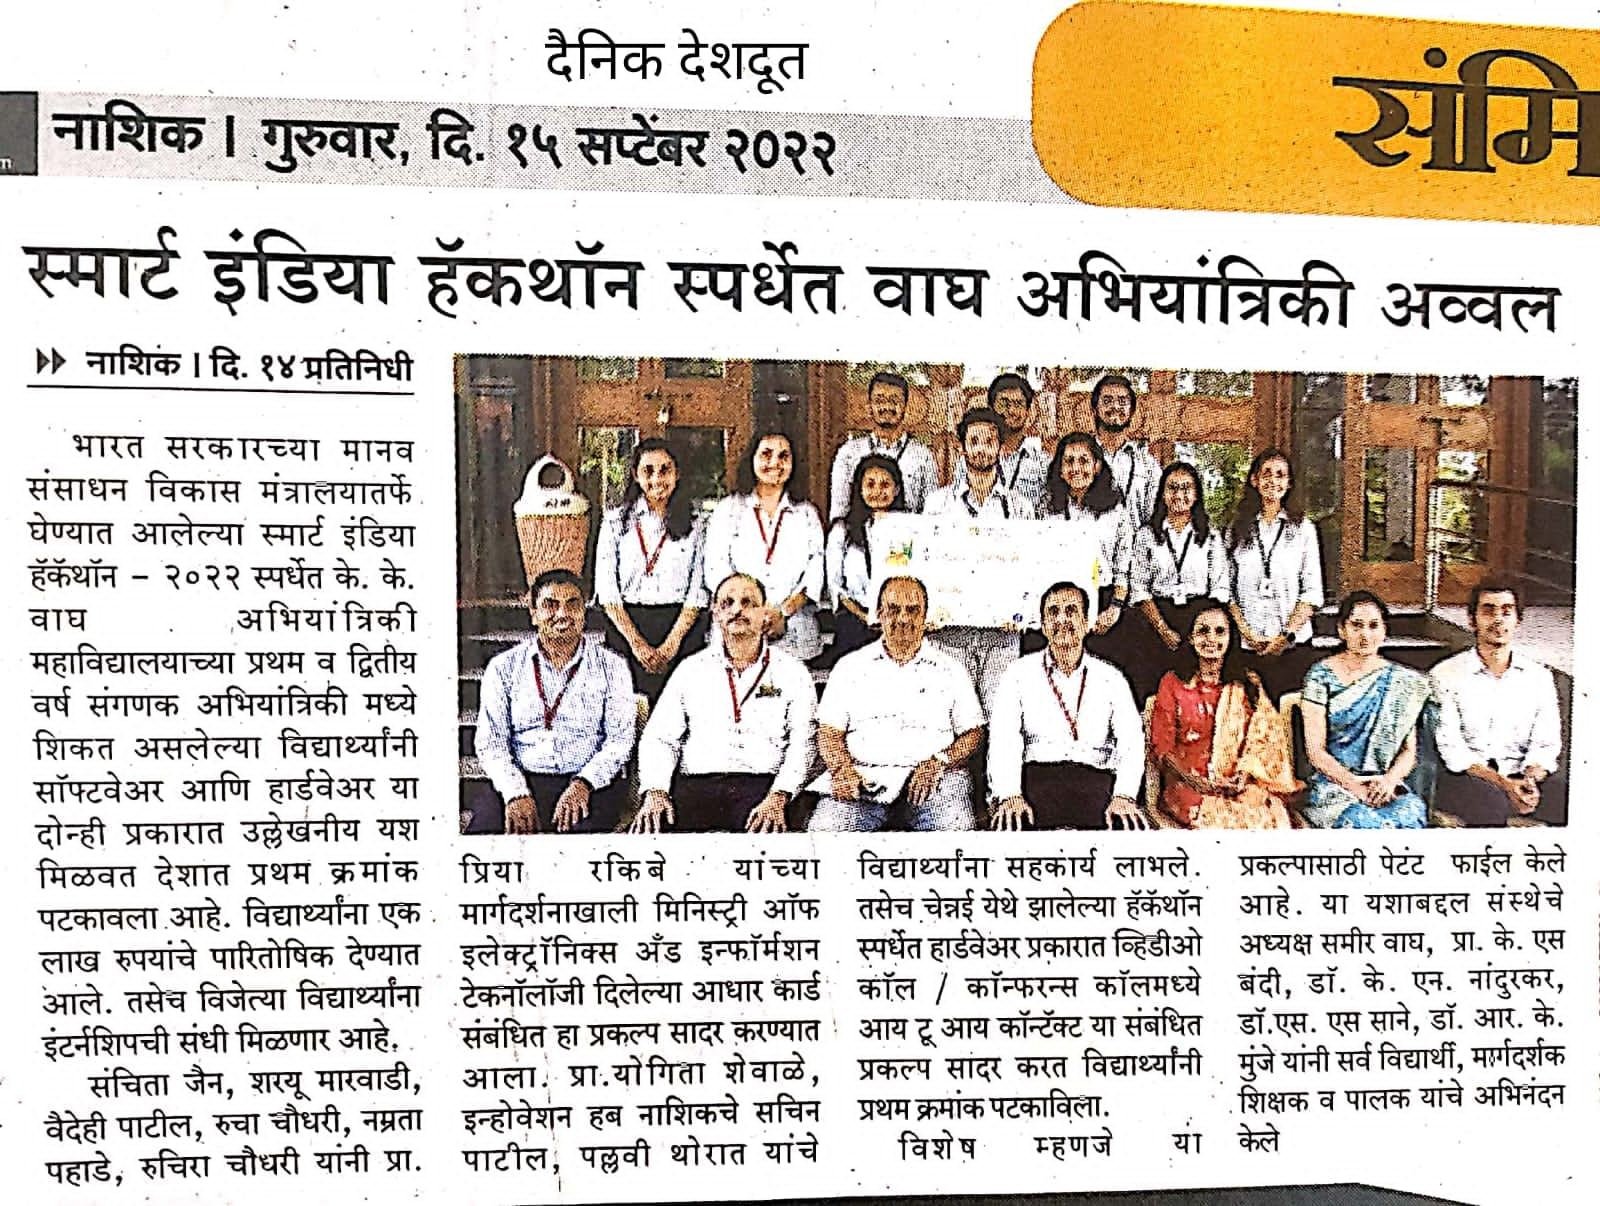 दैनिक देशदूत
नाशिक । गुरुवार, दि. १५ सप्टेंबर २०२२
संमि
स्मार्ट इंडिया हॅकथॉन स्पर्धेत वाघ अभियांत्रिकी अव्वल
नाशिक । दि. १४ प्रतिनिधी
भारत सरकारच्या मानव
संसाधन विकास मंत्रालयातर्फे
घेण्यात आलेल्या स्मार्ट इंडिया
हॅकॅथॉन – २०२२ स्पर्धेत के. के.
वाघ अभियांत्रिकी
महाविद्यालयाच्या प्रथम व द्वितीय
वर्ष संगणक अभियांत्रिकी मध्ये
शिकत असलेल्या विद्यार्थ्यांनी
सॉफ्टवेअर आणि हार्डवेअर या
दोन्ही प्रकारात उल्लेखनीय यश
मिळवत देशात प्रथम क्रमांक
पटकावला आहे. विद्यार्थ्यांना एक
लाख रुपयांचे पारितोषिक देण्यात
आले. तसेच विजेत्या विद्यार्थ्यांना
इंटर्नशिपची संधी मिळणार आहे.
संचिता जैन, शरयू मारवाडी,
वैदेही पाटील, रुचा चौधरी, नम्रता
पहाडे, रुचिरा चौधरी यांनी प्रा.
प्रिया रकिबे यांच्या
मार्गदर्शनाखाली मिनिस्ट्री ऑफ
इलेक्ट्रॉनिक्स अँड इन्फॉर्मशन
टेकनॉलॉजी दिलेल्या आधार कार्ड
संबंधित हा प्रकल्प सादर करण्यात
आला. प्रा.योगिता शेवाळे,
इन्होवेशन हब नाशिकचे सचिन
पाटील, पल्लवी थोरात यांचे
विद्यार्थ्यांना सहकार्य लाभले.
तसेच चेन्नई येथे झालेल्या हॅकॅथॉन
स्पर्धेत हार्डवेअर प्रकारात व्हिडीओ
कॉल / कॉन्फरन्स कॉलमध्ये
आय टू आय कॉन्टॅक्ट या संबंधित
प्रकल्प सादर करत विद्यार्थ्यांनी
प्रथम क्रमांक पटकाविला.
विशेष म्हणजे या
प्रकल्पासाठी पेटंट फाईल केले
आहे. या यशाबद्दल संस्थेचे
अध्यक्ष समीर वाघ, प्रा. के. एस
बंदी, डॉ. के. एन. नांदुरकर,
डॉ.एस. एस साने, डॉ. आर. के.
मुंजे यांनी सर्व विद्यार्थी, मार्गदर्शक
शिक्षक व पालक यांचे अभिनंदन
केले